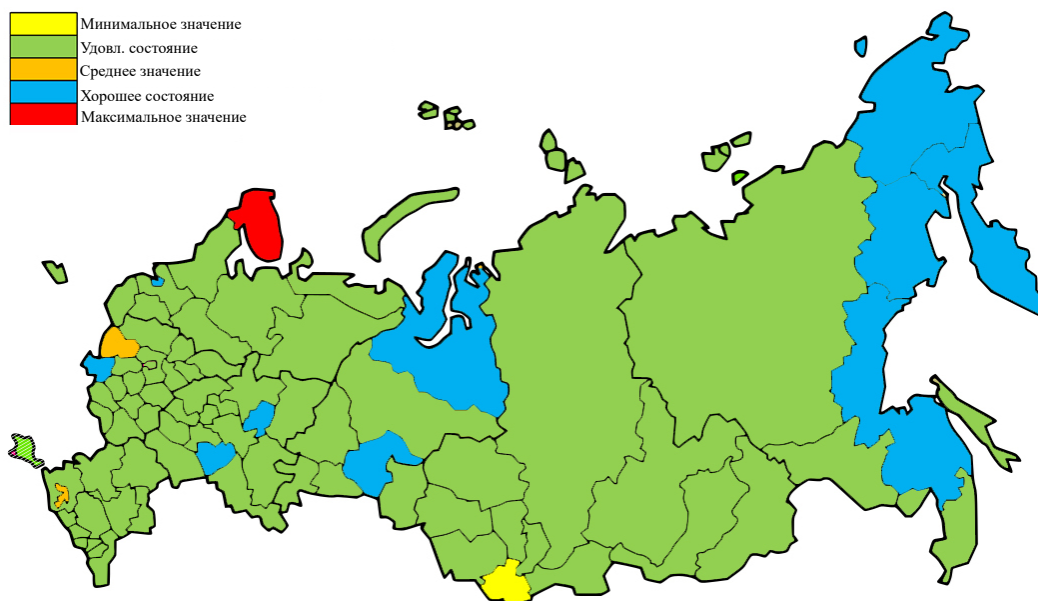 Минимальное значение
Удовл. состояние
Среднее значение
Хорошее состояние
Максимальное значение